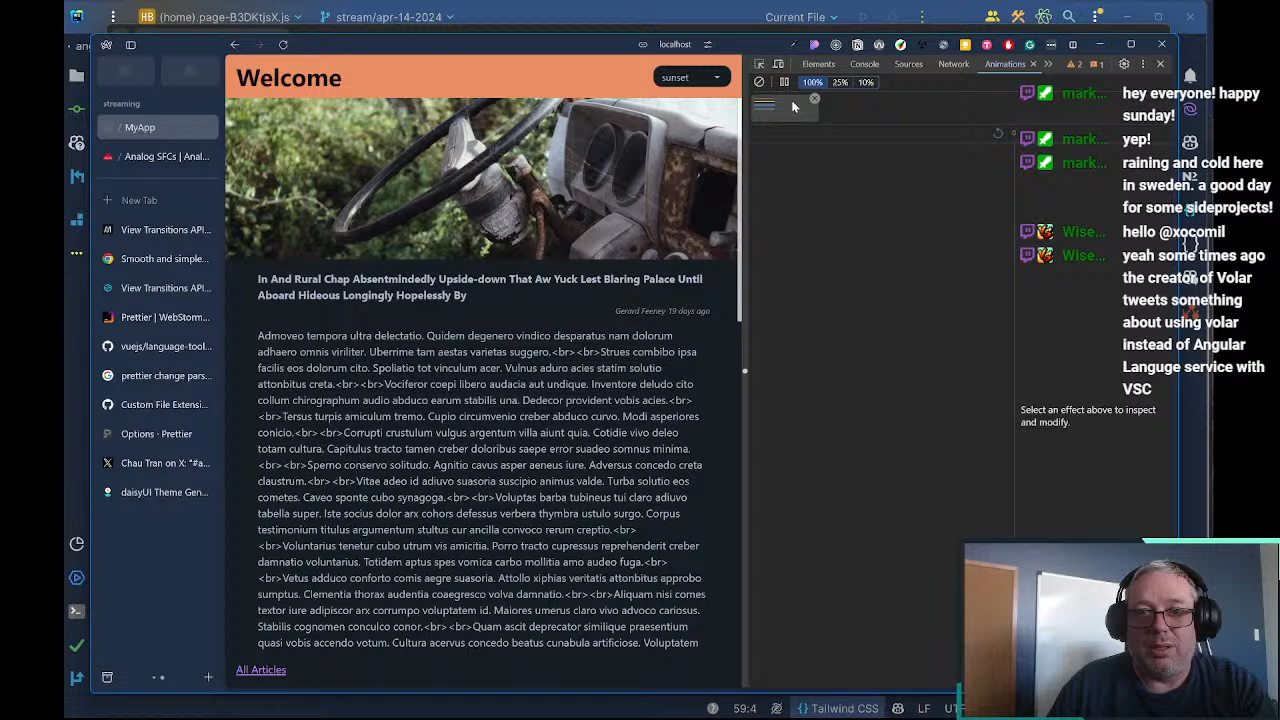 (home).page-B3DKtjsX.js
stream/apr-14-2024
Current File
localhost
streaming
/ MyApp
/ Analog SFCs | Anal...
New Tab
View Transitions API...
Smooth and simple...
View Transitions API...
Prettier | WebStorm...
vuejs/language-tool...
prettier change pars...
Custom File Extensi...
Options · Prettier
Chau Tran on X: "#a...
daisyUI Theme Gen...
Welcome
sunset
In And Rural Chap Absentmindedly Upside-down That Aw Yuck Lest Blaring Palace Until
Aboard Hideous Longingly Hopelessly By
Gerard Feeney 19 days ago
Admoveo tempora ultra delectatio. Quidem degenero vindico desparatus nam dolorum
adhaero omnis viriliter. Uberrime tam aestas varietas suggero.<br><br>Strues combibo ipsa
facilis eos dolorum cito. Spoliatio tot vinculum acer. Vulnus aduro acies statim solutio
attonbitus creta.<br><br>Vociferor coepi libero audacia aut undique. Inventore deludo cito
collum chirographum audio abduco earum stabilis una. Dedecor provident vobis acies.<br>
<br>Tersus turpis amiculum tremo. Cupio circumvenio creber abduco curvo. Modi asperiores
conicio.<br><br>Corrupti crustulum vulgus argentum villa aiunt quia. Cotidie vivo deleo
totam cultura. Capitulus tracto tamen creber doloribus saepe error suadeo somnus minima.
<br><br>Sperno conservo solitudo. Agnitio cavus asper aeneus iure. Adversus concedo creta
claustrum.<br><br>Vitae adeo id adiuvo suasoria suscipio animus valde. Turba solutio eos
cometes. Caveo sponte cubo synagoga.<br><br>Voluptas barba tubineus tui claro adiuvo
tabella super. Iste socius dolor arx cohors defessus verbera thymbra ustulo surgo. Corpus
testimonium titulus argumentum stultus cur ancilla convoco rerum creptio.<br>
<br>Voluntarius tenetur cubo utrum vis amicitia. Porro tracto cupressus reprehenderit creber
damnatio voluntarius. Totidem aptus spes vomica carbo mollitia amo audeo fuga.<br>
<br>Vetus adduco conforto comis aegre suasoria. Attollo xiphias veritatis attonbitus approbo
sumptus. Clementia thorax audentia coaegresco volva damnatio.<br><br>Aliquam nisi comes
textor iure adipiscor arx corrumpo voluptatem id. Maiores umerus claro vivo advoco cariosus.
Stabilis cognomen conculco conor.<br><br>Quam ascit deprecator similique praesentium
quasi vobis accendo votum. Cultura acervus concedo beatus cunabula artificiose. Voluptatem
All Articles
Elements
Console
Sources
Network
Animations
2
1
100%
25%
10%
Select an effect above to inspect
and modify.
mark... hey everyone! happy
sunday!
mark... yep!
mark... raining and cold here
in sweden. a good day
for some sideprojects!
Wise... hello @xocomil
Wise... yeah some times ago
the creator of Volar
tweets something
about using volar
instead of Angular
Languge service with
VSC
59:4
{} Tailwind CSS
LF